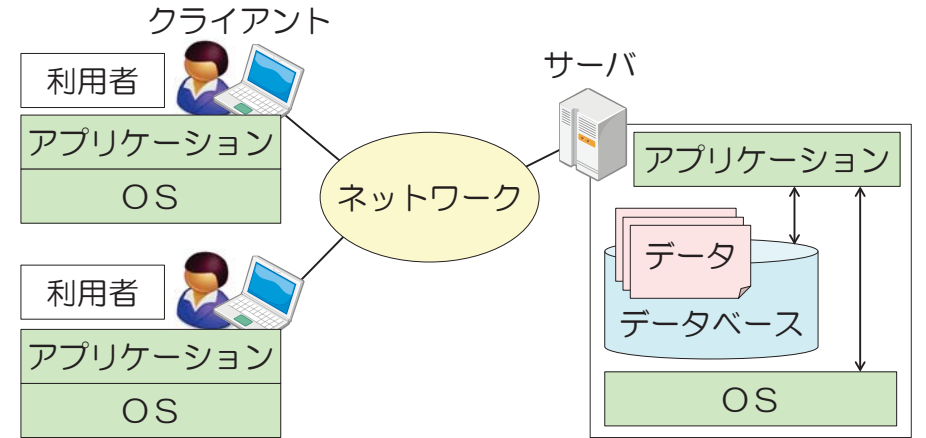 クライアント
利用者
アプリケーション
ＯＳ
利用者
アプリケーション
ＯＳ
ネットワーク
サーバ
アプリケーション
データ
データベース
ＯＳ